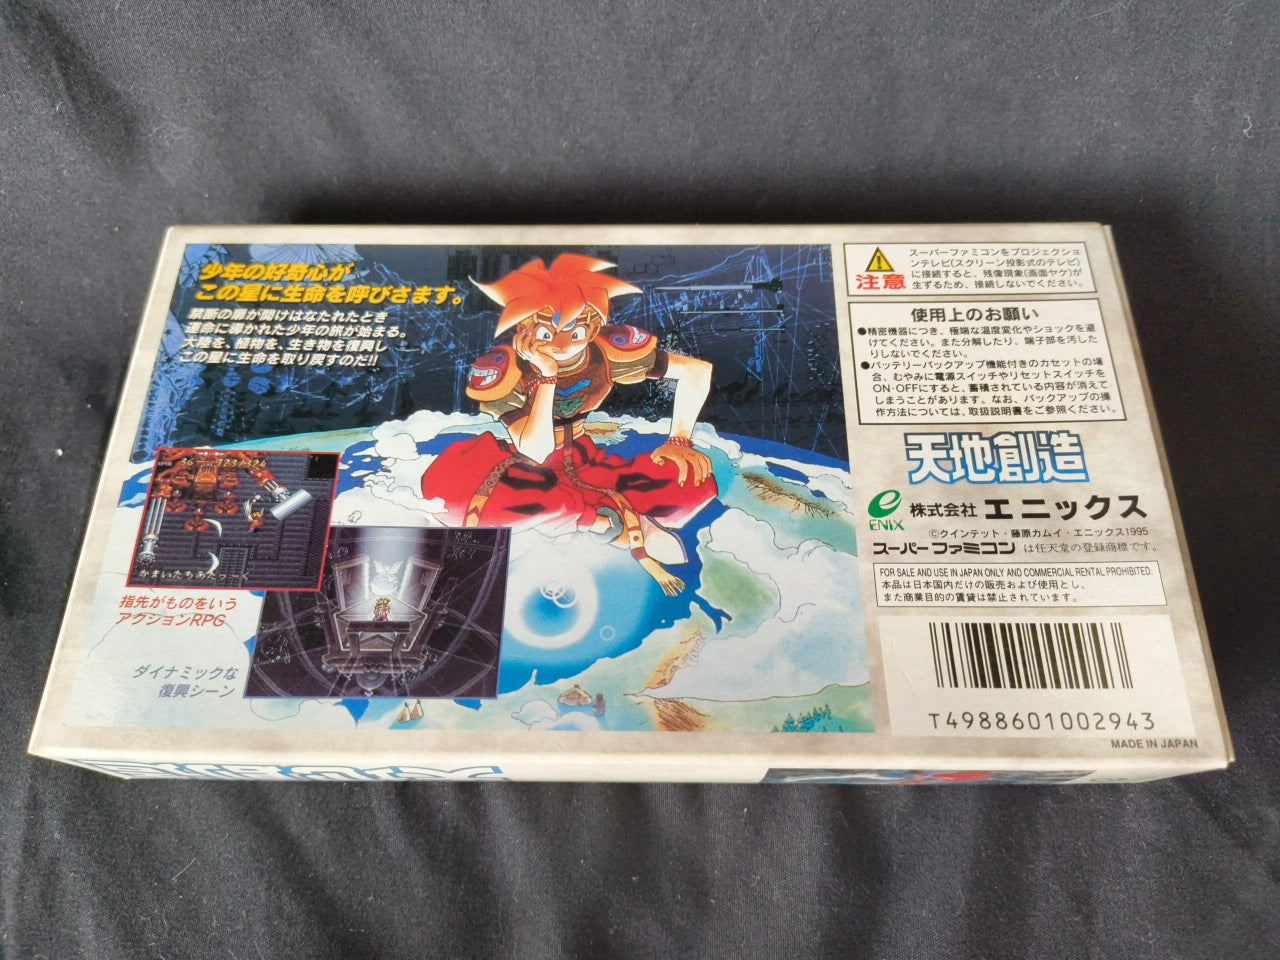 少年の好奇心が
この星に生命を呼びさます。
禁断の扉が開けはなたれたとき
運命に導かれた少年の旅が始まる。
大陸を、植物を、生き物を復興し
この星に生命を取り戻すのだ!!
かまいたちあたっ〜く
指先がものをいう
アクションRPG
ダイナミックな
復興シーン
注意
スーパーファミコンをプロジェクショ
ンテレビ(スクリーン投影式のテレビ)
に接続すると、残像現象(画面ヤケ)が
生ずるため、接続しないでください。
使用上のお願い
●精密機器につき、極端な温度変化やショックを避
けてください。また分解したり、端子部を汚した
りしないでください。
●バッテリーバックアップ機能付きのカセットの場
合、むやみに電源スイッチやリセットスイッチを
ON・OFFにすると、蓄積されている内容が消えて
しまうことがあります。なお、バックアップの操
作方法については、取扱説明書をご参照ください。
天地創造
ENIX 株式会社 エニックス
©クインテット・藤原カムイ・エニックス1995
スーパーファミコン は任天堂の登録商標です。
FOR SALE AND USE IN JAPAN ONLY AND COMMERCIAL RENTAL PROHIBITED.
本品は日本国内だけの販売および使用とし、
また商業目的の賃貸は禁止されています。
T4988601002943
MADE IN JAPAN